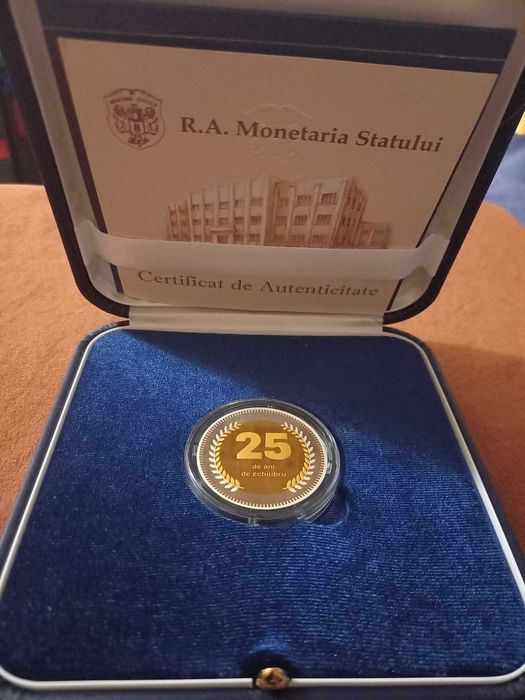 R.A. Monetaria Statului
Certificat de Autenticitate
25
de ani
de echilibru